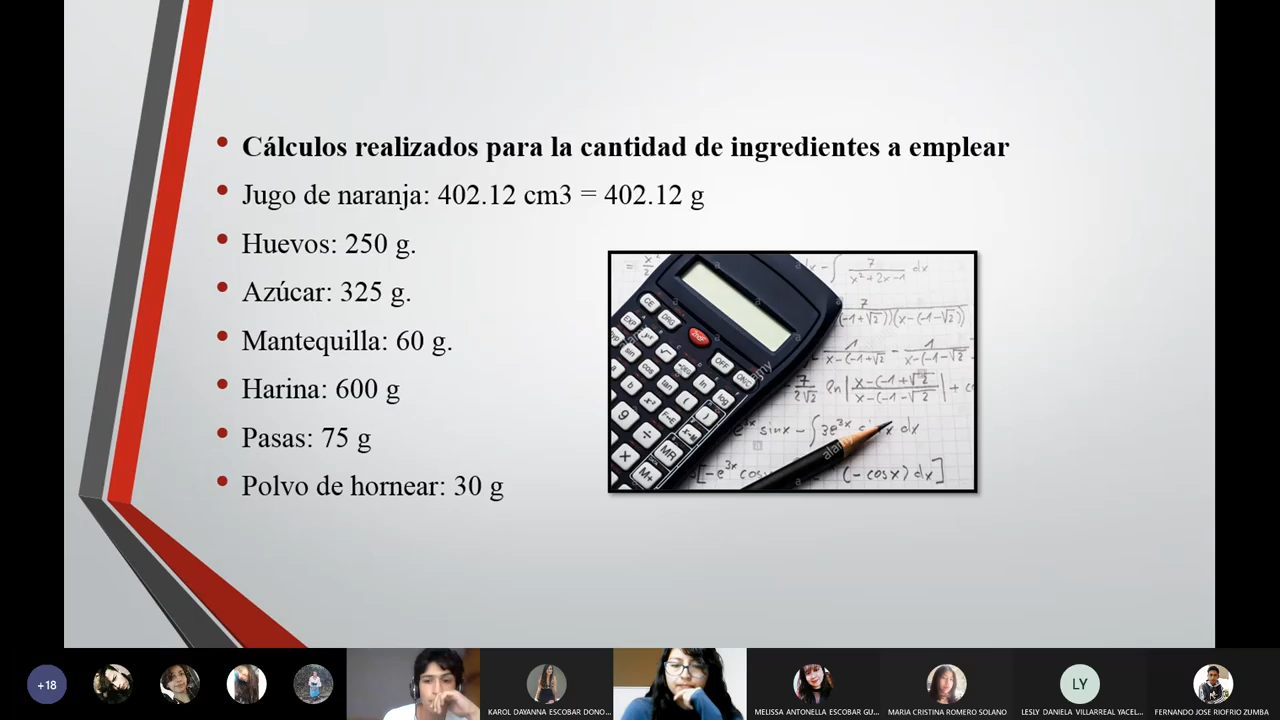 Cálculos realizados para la cantidad de ingredientes a emplear
Jugo de naranja: 402.12 cm3 = 402.12 g
Huevos: 250 g.
Azúcar: 325 g.
Mantequilla: 60 g.
Harina: 600 g
Pasas: 75 g
Polvo de hornear: 30 g
+18
KAROL DAYANNA ESCOBAR DONO...
MELISSA ANTONELLA ESCOBAR GU...
MARIA CRISTINA ROMERO SOLANO
LY
LESLY DANIELA VILLARREAL YACEL...
FERNANDO JOSE RIOFRIO ZUMBA